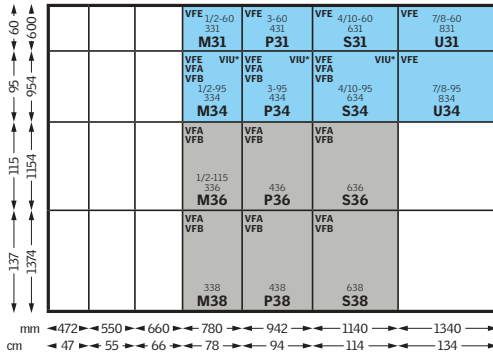 60 600 VFE 1/2-60 VFE 3-60 VFE 4/10-60 VFE 7/8-60
331 431 631 831
M31 P31 S31 U31
95 954 VFE VIU* VFE VIU* VFE VIU* VFE
VFA VFA VFA
VFB VFB VFB
1/2-95 3-95 4/10-95 7/8-95
334 434 634 834
M34 P34 S34 U34
115 1154 VFA VFA VFA
VFB VFB VFB
1/2-115
336 436 636
M36 P36 S36
137 1374 VFA VFA VFA
VFB VFB VFB
338 438 638
M38 P38 S38
mm 472 550 660 780 942 1140 1340
cm 47 55 66 78 94 114 134